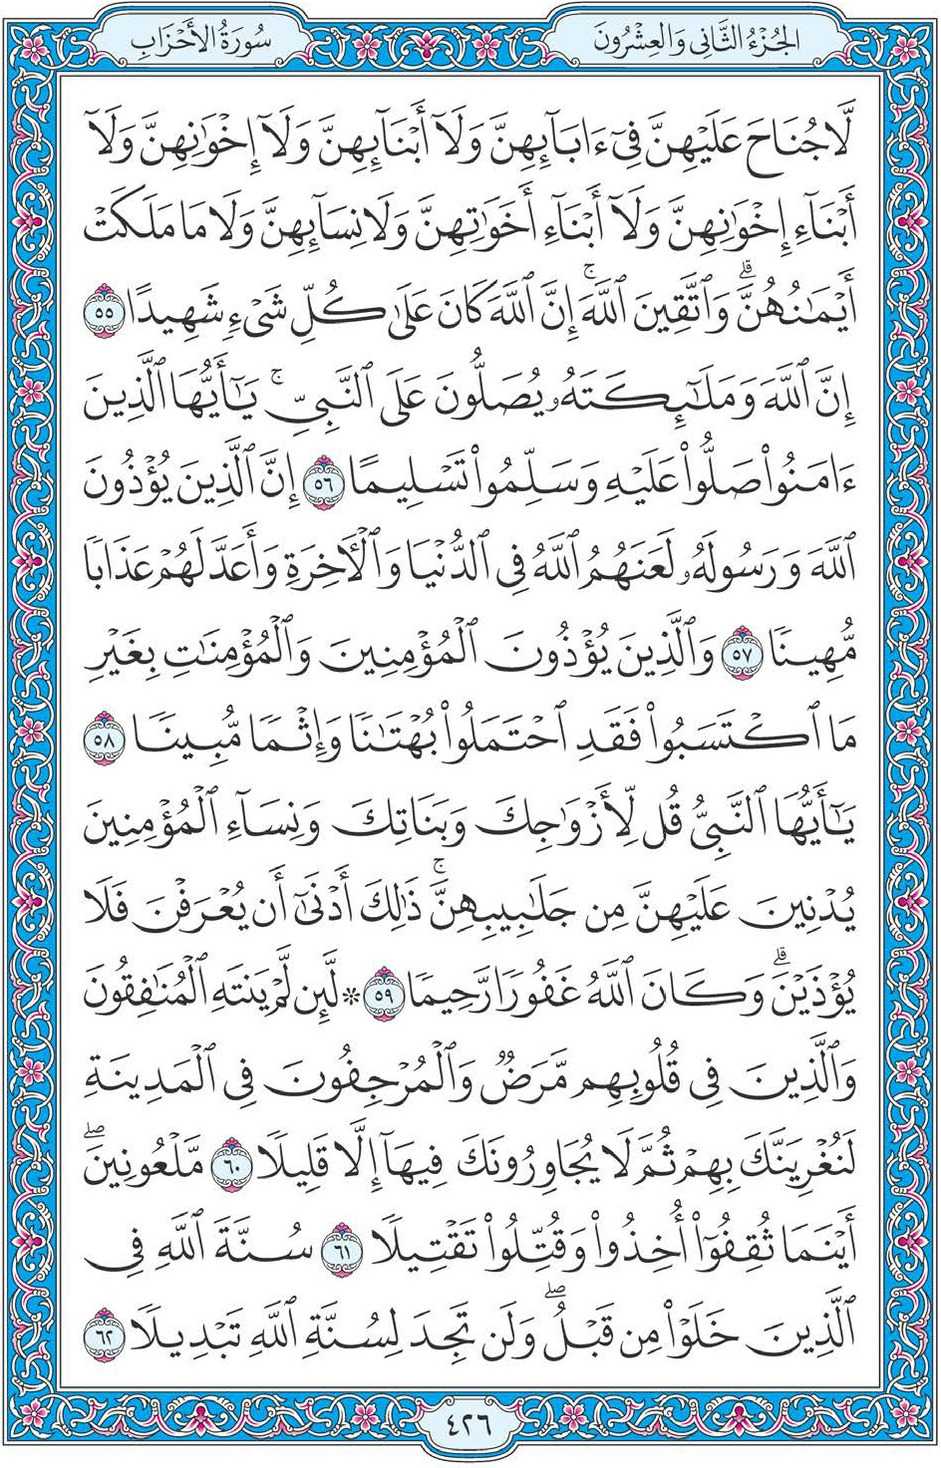 الجُزْءُ الثَّانِي وَالعِشْرُونَ
سُورَةُ الأَحْزَابِ
لَّا جُنَاحَ عَلَيْهِنَّ فِىٓ ءَابَآئِهِنَّ وَلَآ أَبْنَآئِهِنَّ وَلَآ إِخْوَٰنِهِنَّ وَلَآ
أَبْنَآءِ إِخْوَٰنِهِنَّ وَلَآ أَبْنَآءِ أَخَوَٰتِهِنَّ وَلَا نِسَآئِهِنَّ وَلَا مَا مَلَكَتْ
أَيْمَٰنُهُنَّۗ وَٱتَّقِينَ ٱللَّهَۚ إِنَّ ٱللَّهَ كَانَ عَلَىٰ كُلِّ شَىْءٍ شَهِيدًا ٥٥
إِنَّ ٱللَّهَ وَمَلَٰٓئِكَتَهُۥ يُصَلُّونَ عَلَى ٱلنَّبِىِّۚ يَٰٓأَيُّهَا ٱلَّذِينَ
ءَامَنُوا۟ صَلُّوا۟ عَلَيْهِ وَسَلِّمُوا۟ تَسْلِيمًا ٥٦ إِنَّ ٱلَّذِينَ يُؤْذُونَ
ٱللَّهَ وَرَسُولَهُۥ لَعَنَهُمُ ٱللَّهُ فِى ٱلدُّنْيَا وَٱلْءَاخِرَةِ وَأَعَدَّ لَهُمْ عَذَابًا
مُّهِينًا ٥٧ وَٱلَّذِينَ يُؤْذُونَ ٱلْمُؤْمِنِينَ وَٱلْمُؤْمِنَٰتِ بِغَيْرِ
مَا ٱكْتَسَبُوا۟ فَقَدِ ٱحْتَمَلُوا۟ بُهْتَٰنًا وَإِثْمًا مُّبِينًا ٥٨
يَٰٓأَيُّهَا ٱلنَّبِىُّ قُل لِّأَزْوَٰجِكَ وَبَنَاتِكَ وَنِسَآءِ ٱلْمُؤْمِنِينَ
يُدْنِينَ عَلَيْهِنَّ مِن جَلَٰبِيبِهِنَّۚ ذَٰلِكَ أَدْنَىٰٓ أَن يُعْرَفْنَ فَلَا
يُؤْذَيْنَۗ وَكَانَ ٱللَّهُ غَفُورًا رَّحِيمًا ٥٩ ۞ لَّئِن لَّمْ يَنتَهِ ٱلْمُنَٰفِقُونَ
وَٱلَّذِينَ فِى قُلُوبِهِم مَّرَضٌ وَٱلْمُرْجِفُونَ فِى ٱلْمَدِينَةِ
لَنُغْرِيَنَّكَ بِهِمْ ثُمَّ لَا يُجَاوِرُونَكَ فِيهَآ إِلَّا قَلِيلًا ٦٠ مَّلْعُونِينَۖ
أَيْنَمَا ثُقِفُوٓا۟ أُخِذُوا۟ وَقُتِّلُوا۟ تَقْتِيلًا ٦١ سُنَّةَ ٱللَّهِ فِى
ٱلَّذِينَ خَلَوْا۟ مِن قَبْلُۖ وَلَن تَجِدَ لِسُنَّةِ ٱللَّهِ تَبْدِيلًا ٦٢
٤٢٦